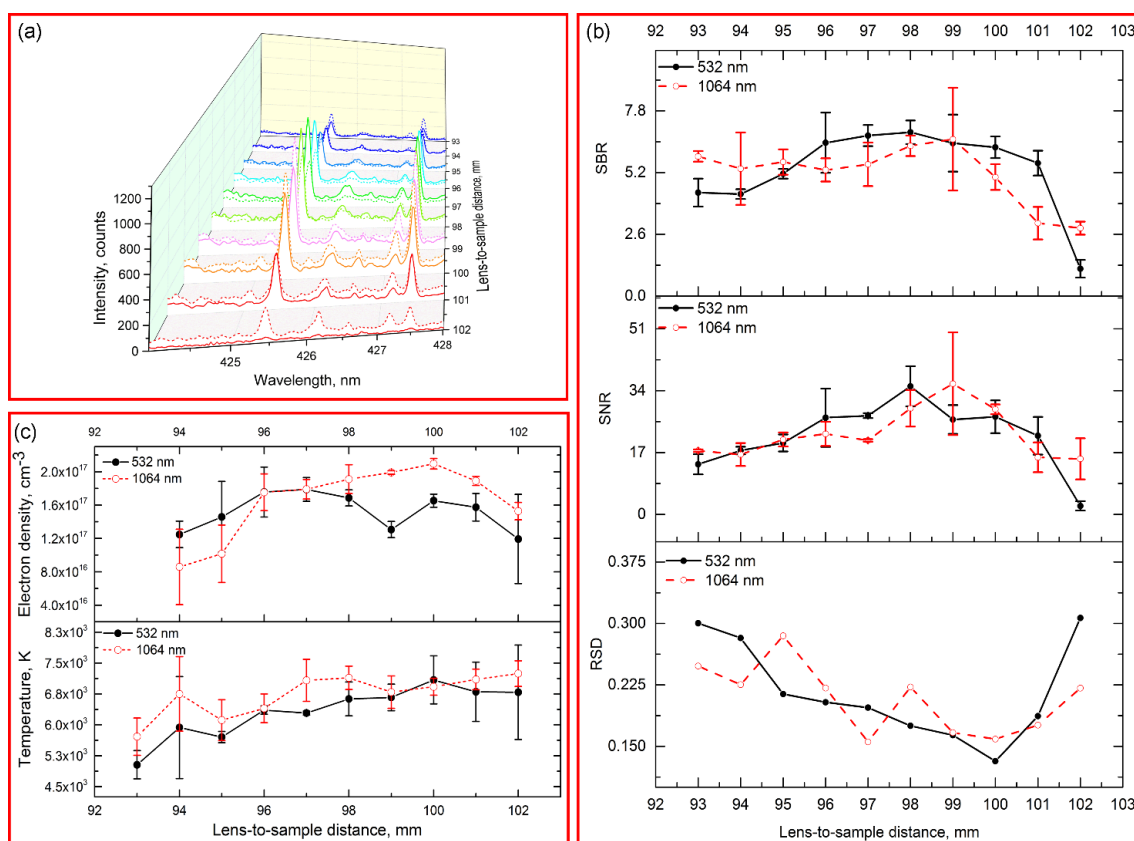 (a)
1200
1000
800
600
400
200
0
Intensity, counts
425
426
427
428
Wavelength, nm
93
94
95
96
97
98
99
100
101
102
Lens-to-sample distance, mm
(b)
92 93 94 95 96 97 98 99 100 101 102 103
532 nm
1064 nm
7.8
5.2
2.6
0.0
SBR
532 nm
1064 nm
51
34
17
0
SNR
532 nm
1064 nm
0.375
0.300
0.225
0.150
RSD
92 93 94 95 96 97 98 99 100 101 102 103
Lens-to-sample distance, mm
(c)
92 94 96 98 100 102
532 nm
1064 nm
2.0x10¹⁷
1.6x10¹⁷
1.2x10¹⁷
8.0x10¹⁶
4.0x10¹⁶
Electron density, cm⁻³
532 nm
1064 nm
8.3x10³
7.5x10³
6.8x10³
6.0x10³
5.3x10³
4.5x10³
Temperature, K
92 94 96 98 100 102
Lens-to-sample distance, mm